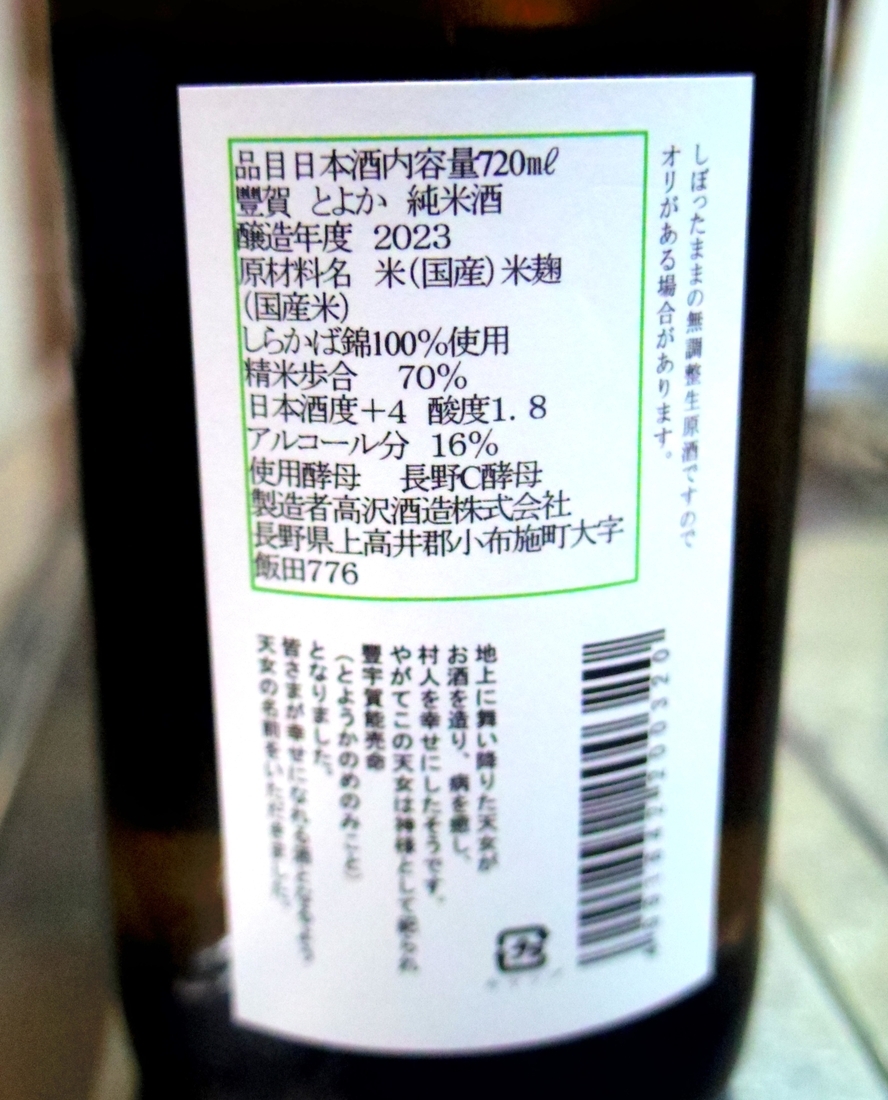 品目日本酒内容量720mℓ
豐賀 とよか 純米酒
醸造年度 2023
原材料名 米(国産)米麹
(国産米)
しらかば錦100%使用
精米歩合 70%
日本酒度+4 酸度1.8
アルコール分 16%
使用酵母 長野C酵母
製造者高沢酒造株式会社
長野県上高井郡小布施町大字
飯田776
しぼったままの無調整生原酒ですので
オリがある場合があります。
地上に舞い降りた天女が
お酒を造り、病を癒し、
村人を幸せにしたそうです。
やがてこの天女は神様として祀られ
豐宇賀能売命
(とようかのめのみこと)
となりました。
皆さまが幸せになれる酒となるよう
天女の名前をいただきました。